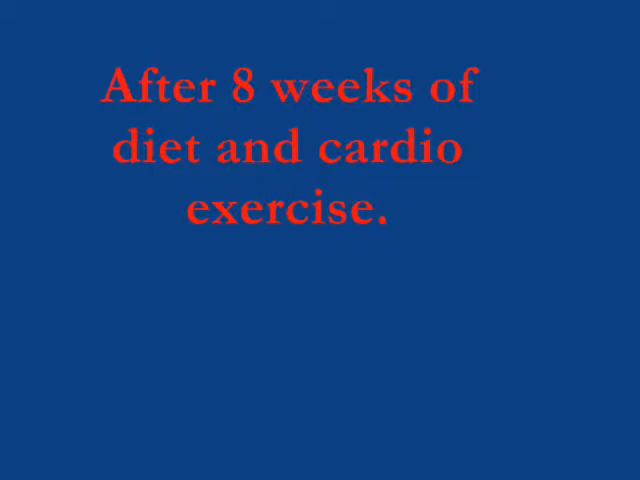 After 8 weeks of
diet and cardio
exercise.